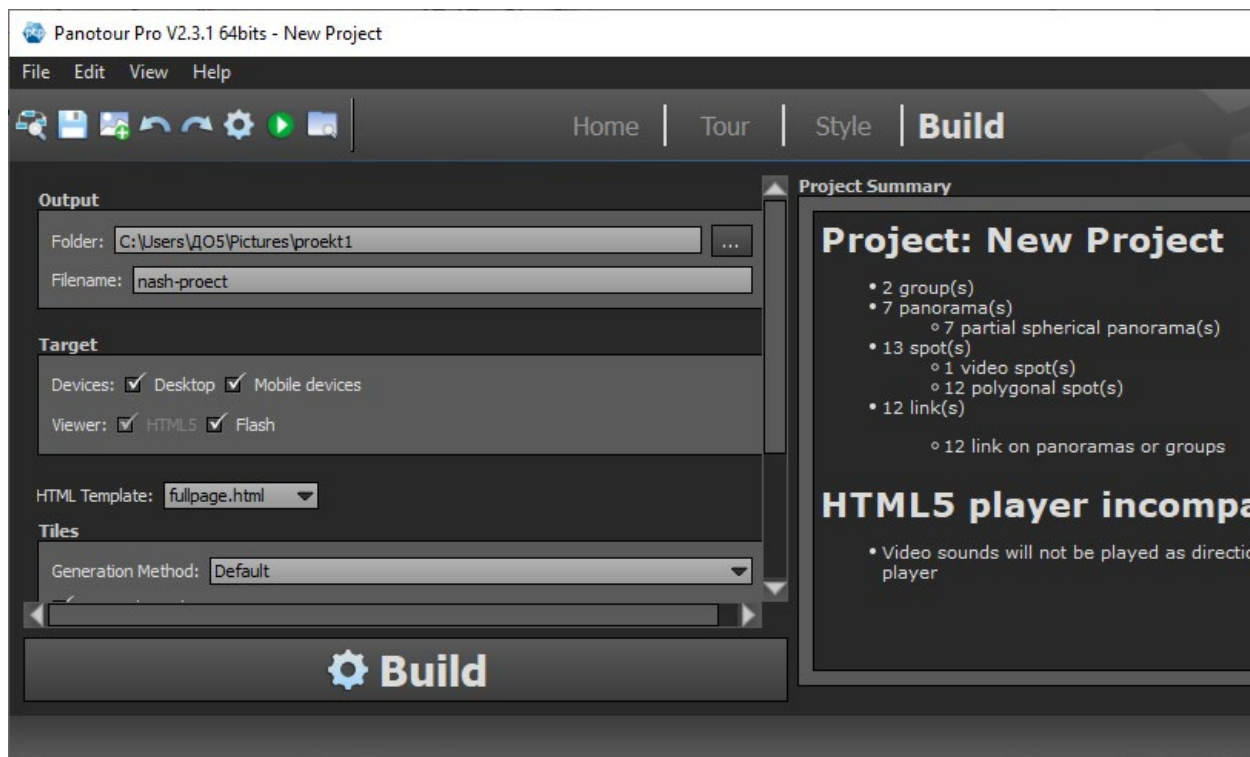 Panotour Pro V2.3.1 64bits - New Project
File Edit View Help
Home Tour Style Build
Output
Folder: C:\Users\ДО5\Pictures\proekt1 ...
Filename: nash-proect
Target
Devices: Desktop Mobile devices
Viewer: HTML5 Flash
HTML Template: fullpage.html
Tiles
Generation Method: Default
Build
Project Summary
Project: New Project
• 2 group(s)
• 7 panorama(s)
◦ 7 partial spherical panorama(s)
• 13 spot(s)
◦ 1 video spot(s)
◦ 12 polygonal spot(s)
• 12 link(s)
◦ 12 link on panoramas or groups
HTML5 player incompa
• Video sounds will not be played as directio
player